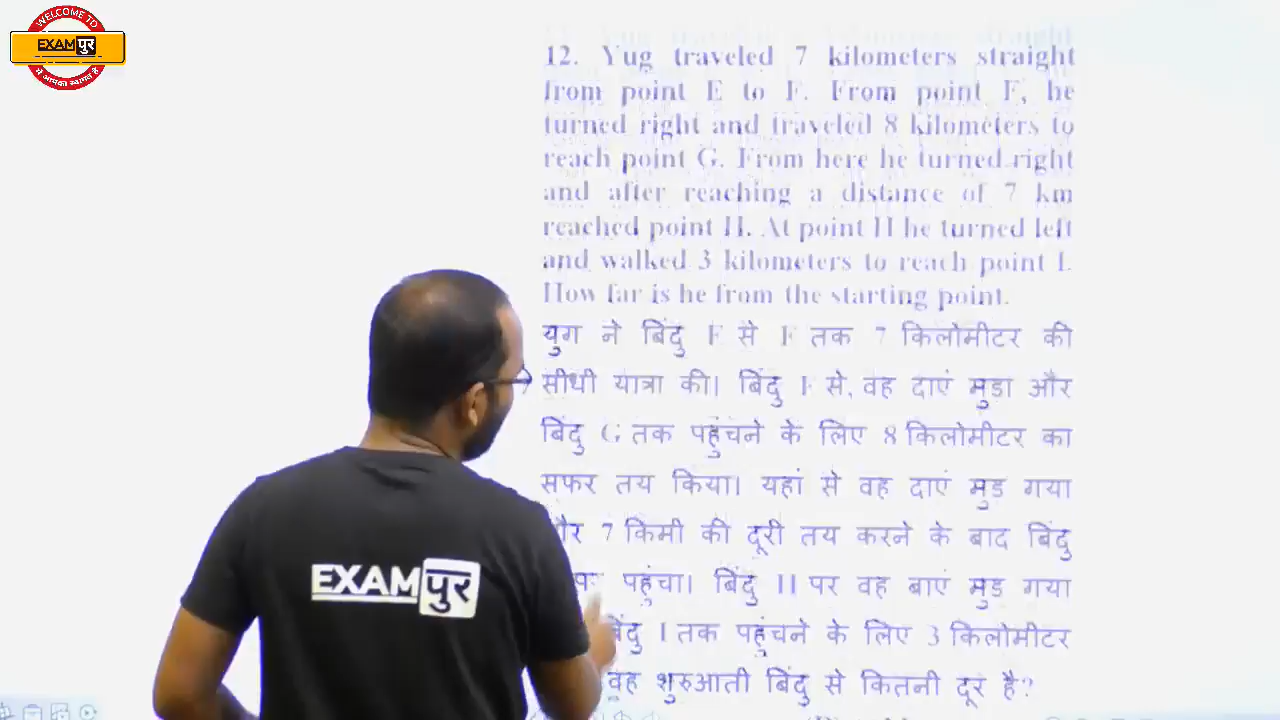 WELCOME TO
EXAMपुर
में आपका स्वागत है
12. Yug traveled 7 kilometers straight
from point E to F. From point F, he
turned right and traveled 8 kilometers to
reach point G. From here he turned right
and after reaching a distance of 7 km
reached point H. At point H he turned left
and walked 3 kilometers to reach point I.
How far is he from the starting point.
युग ने बिंदु E से F तक 7 किलोमीटर की
सीधी यात्रा की। बिंदु F से, वह दाएं मुडा और
बिंदु G तक पहुंचने के लिए 8 किलोमीटर का
सफर तय किया। यहां से वह दाएं मुड गया
और 7 किमी की दूरी तय करने के बाद बिंदु
पहुंचा। बिंदु H पर वह बाएं मुड गया
बिंदु I तक पहुंचने के लिए 3 किलोमीटर
वह शुरुआती बिंदु से कितनी दूर है?
EXAMपुर